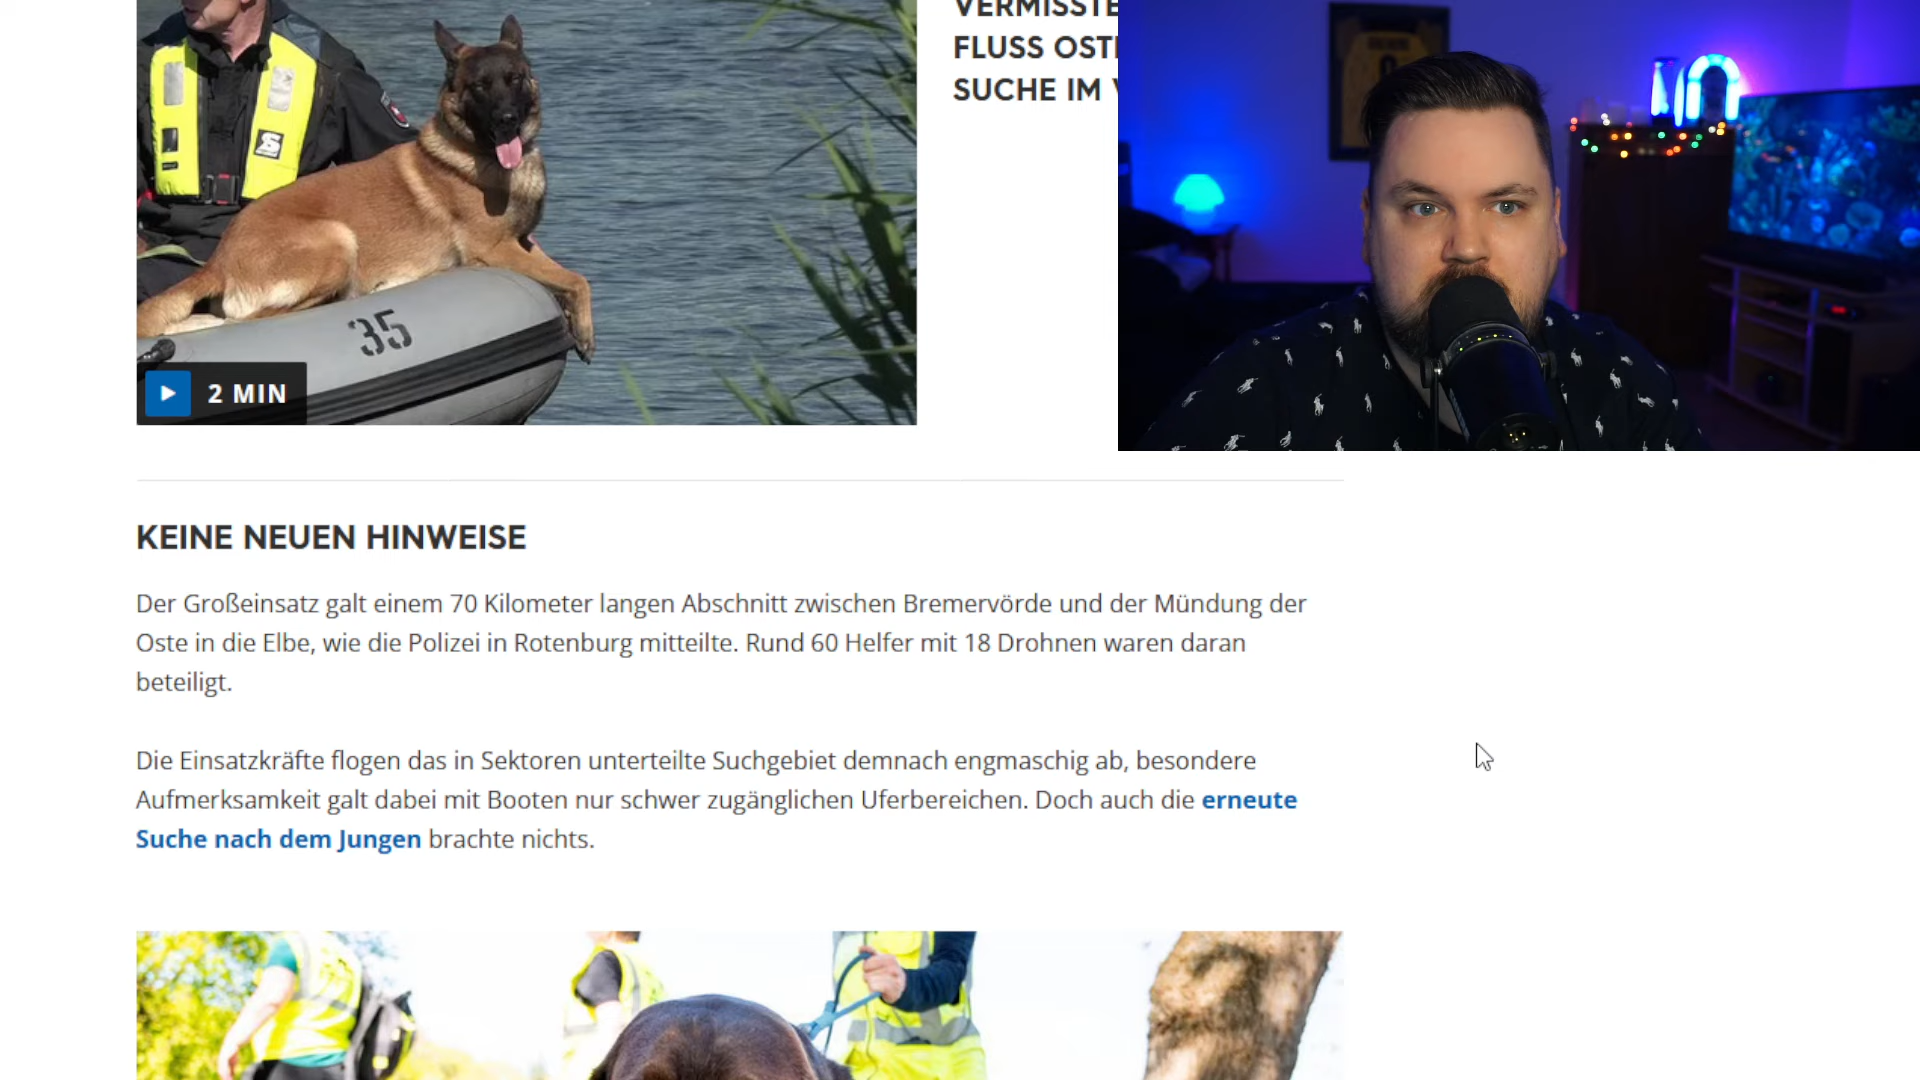 VERMISSTE
FLUSS OST
SUCHE IM
35
2 MIN
KEINE NEUEN HINWEISE
Der Großeinsatz galt einem 70 Kilometer langen Abschnitt zwischen Bremervörde und der Mündung der
Oste in die Elbe, wie die Polizei in Rotenburg mitteilte. Rund 60 Helfer mit 18 Drohnen waren daran
beteiligt.
Die Einsatzkräfte flogen das in Sektoren unterteilte Suchgebiet demnach engmaschig ab, besondere
Aufmerksamkeit galt dabei mit Booten nur schwer zugänglichen Uferbereichen. Doch auch die erneute
Suche nach dem Jungen brachte nichts.